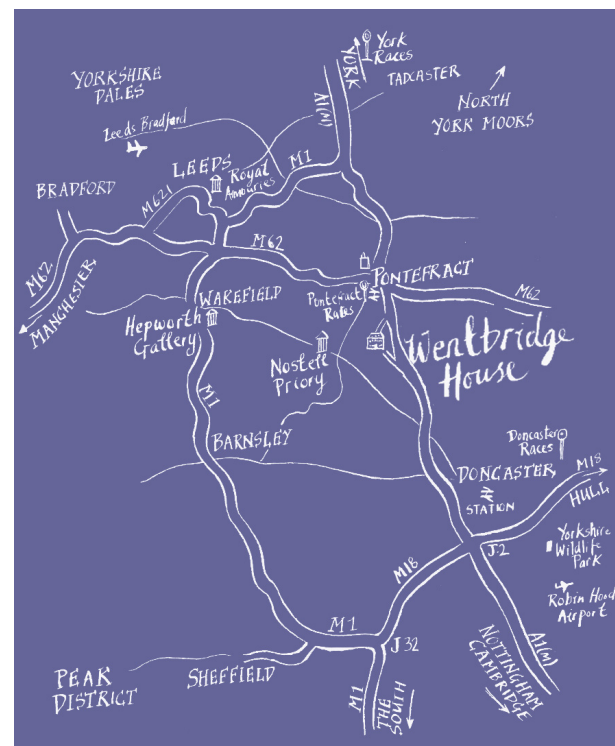 York
Races
YORK
TADCASTER
YORKSHIRE
DALES
A1(M)
NORTH
YORK MOORS
Leeds Bradford
LEEDS
M1
Royal
Armouries
BRADFORD
M621
M62
M62
MANCHESTER
PONTEFRACT
WAKEFIELD
Pontefract
Races
M62
Hepworth
Gallery
Wentbridge
House
Nostell
Priory
M1
BARNSLEY
Doncaster
Races
DONCASTER
M18
HULL
STATION
J.2
Yorkshire
Wildlife
Park
M18
Robin Hood
Airport
M1
J32
A1(M)
NOTTINGHAM
CAMBRIDGE
SHEFFIELD
PEAK
DISTRICT
M1
THE
SOUTH